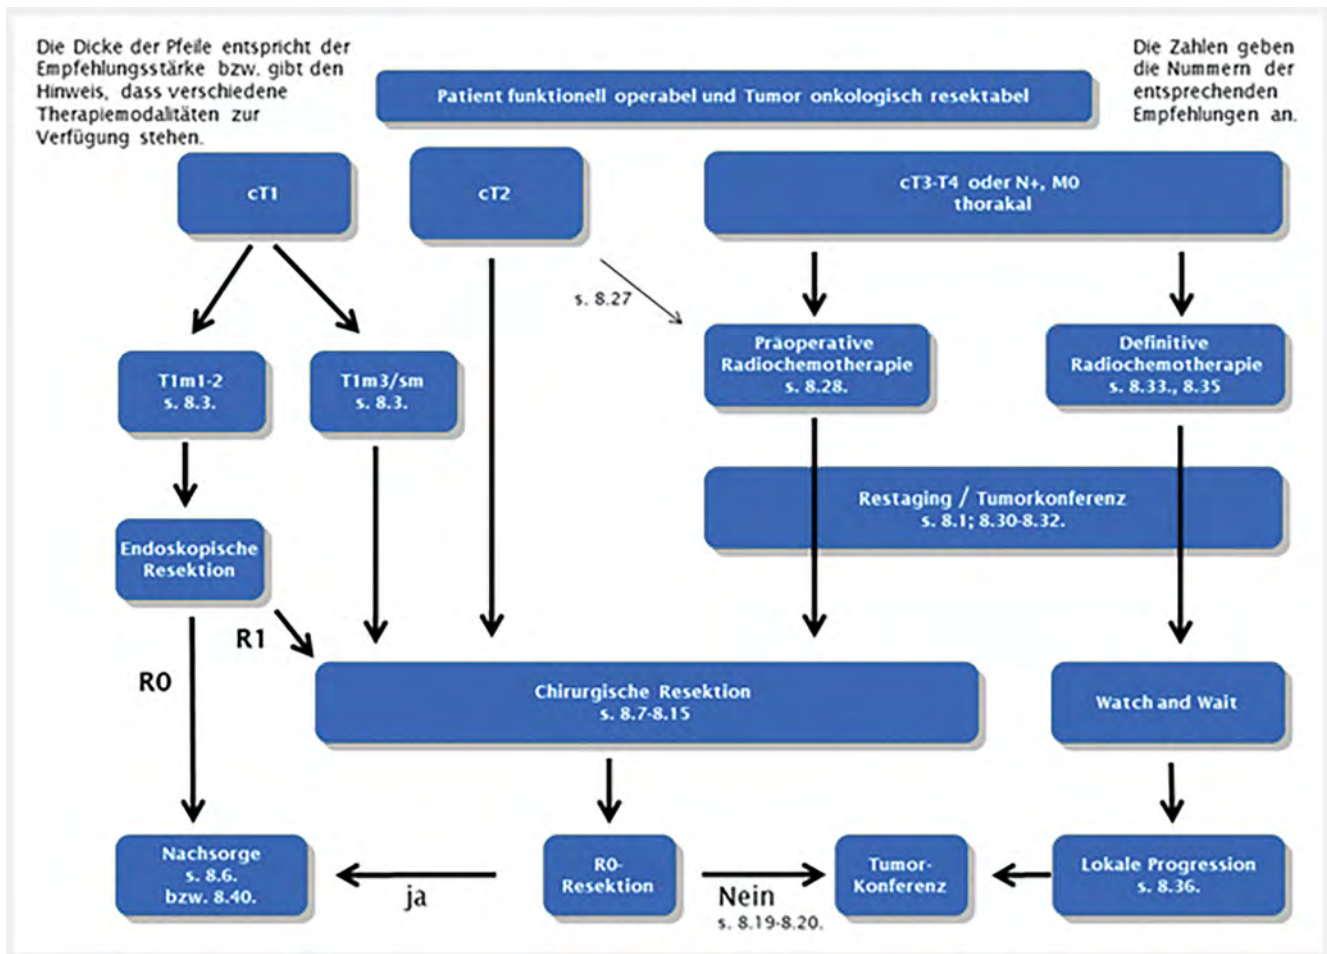 Die Dicke der Pfeile entspricht der
Empfehlungsstärke bzw. gibt den
Hinweis, dass verschiedene
Therapiemodalitäten zur
Verfügung stehen.
Patient funktionell operabel und Tumor onkologisch resektabel
Die Zahlen geben
die Nummern der
entsprechenden
Empfehlungen an.
cT1
cT2
cT3-T4 oder N+, M0
thorakal
s. 8.27
T1m1-2
s. 8.3.
T1m3/sm
s. 8.3.
Präoperative
Radiochemotherapie
s. 8.28.
Definitive
Radiochemotherapie
s. 8.33., 8.35
Restaging / Tumorkonferenz
s. 8.1; 8.30-8.32.
Endoskopische
Resektion
R1
R0
Chirurgische Resektion
s. 8.7-8.15
Watch and Wait
Nachsorge
s. 8.6.
bzw. 8.40.
ja
R0-
Resektion
Nein
s. 8.19-8.20.
Tumor-
Konferenz
Lokale Progression
s. 8.36.